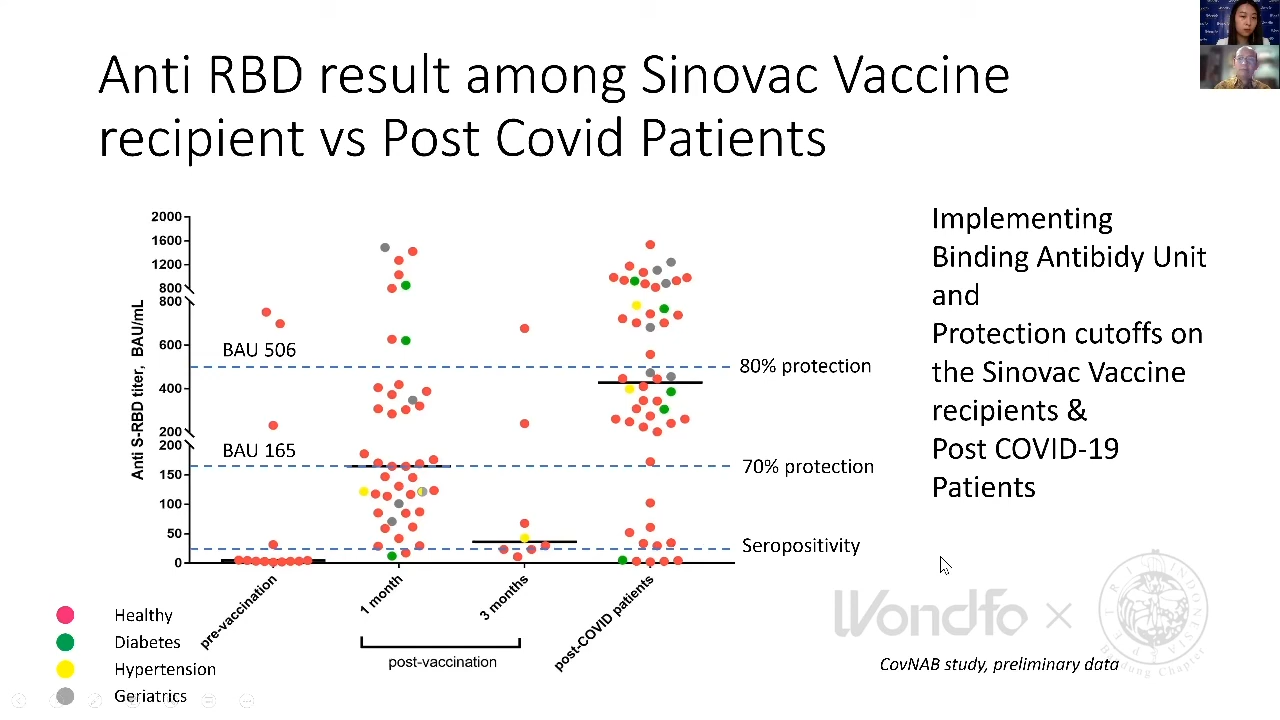 Anti RBD result among Sinovac Vaccine
recipient vs Post Covid Patients
2000
1600
1200
800
800
600
400
200
200
150
100
50
0
Anti S-RBD titer, BAU/mL
BAU 506
BAU 165
80% protection
70% protection
Seropositivity
pre-vaccination
1 month
3 months
post-COVID patients
post-vaccination
Healthy
Diabetes
Hypertension
Geriatrics
Implementing
Binding Antibidy Unit
and
Protection cutoffs on
the Sinovac Vaccine
recipients &
Post COVID-19
Patients
Wondfo ×
Bandung Chapter
CovNAB study, preliminary data